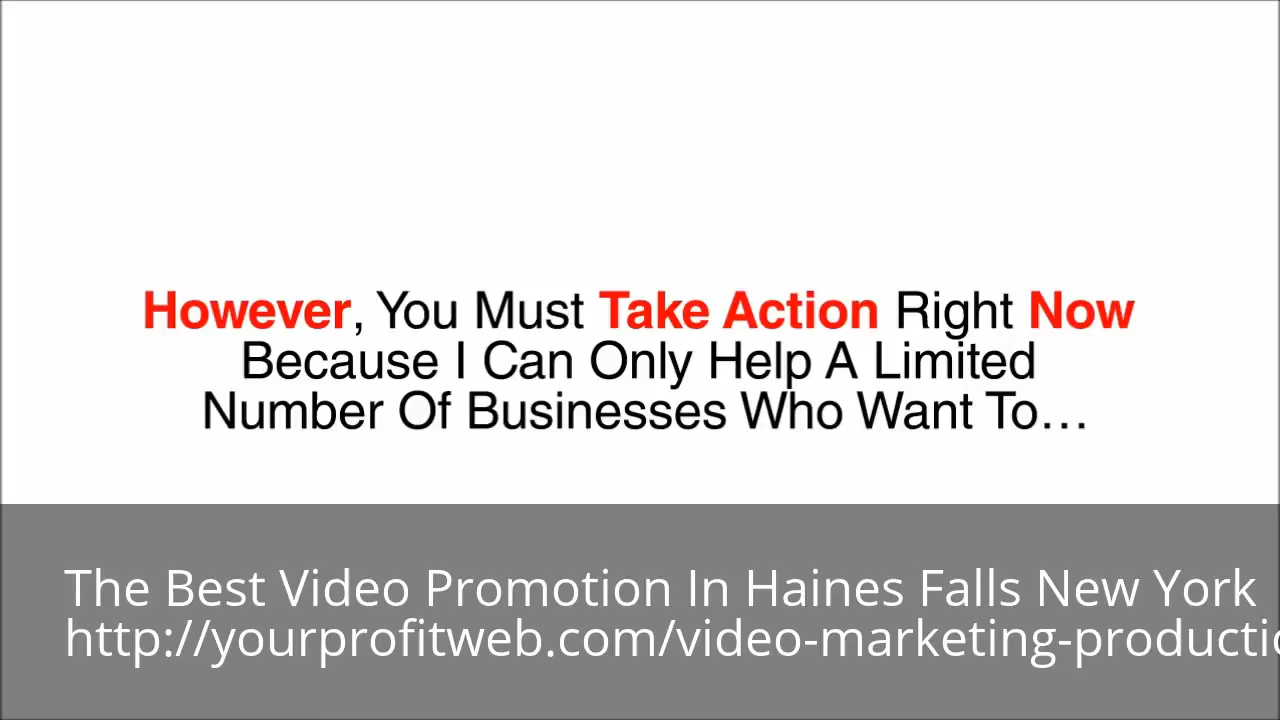 However, You Must Take Action Right Now
Because I Can Only Help A Limited
Number Of Businesses Who Want To…
The Best Video Promotion In Haines Falls New York
http://yourprofitweb.com/video-marketing-productio